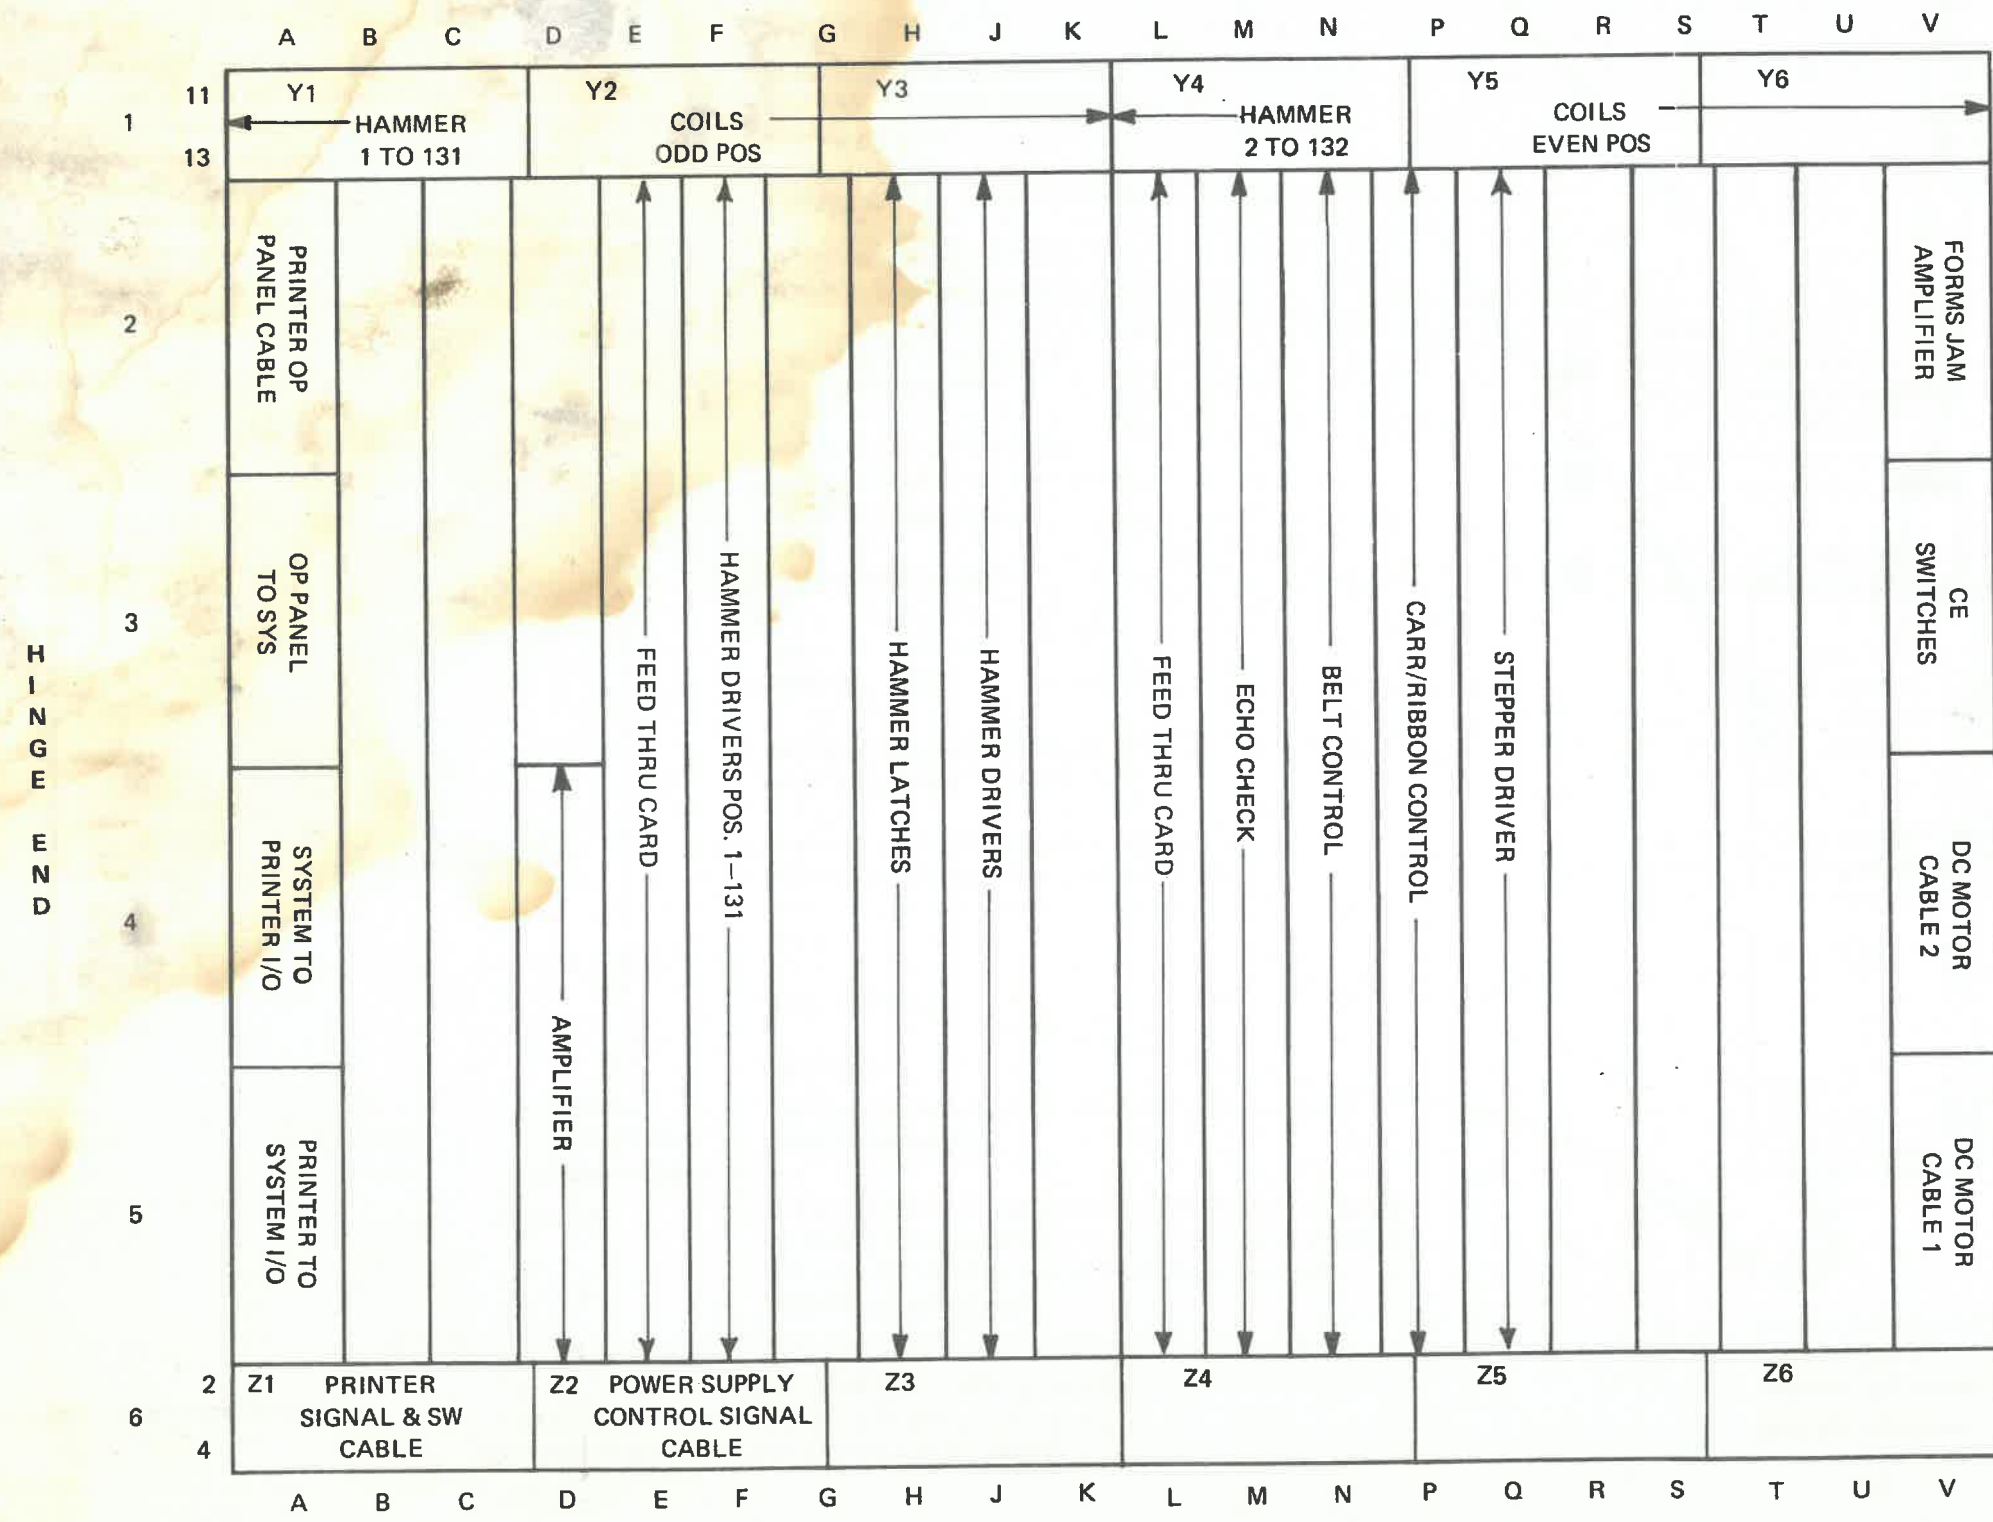 A B C D E F G H J K L M N P Q R S T U V
11 Y1 Y2 Y3 Y4 Y5 Y6
1 HAMMER COILS HAMMER COILS
13 1 TO 131 ODD POS 2 TO 132 EVEN POS
PRINTER OP
PANEL CABLE
2
FORMS JAM
AMPLIFIER
OP PANEL
TO SYS
3
CE
SWITCHES
HINGE END
SYSTEM TO
PRINTER I/O
4
DC MOTOR
CABLE 2
PRINTER TO
SYSTEM I/O
5
DC MOTOR
CABLE 1
AMPLIFIER
FEED THRU CARD
HAMMER DRIVERS POS. 1–131
HAMMER LATCHES
HAMMER DRIVERS
FEED THRU CARD
ECHO CHECK
BELT CONTROL
CARR/RIBBON CONTROL
STEPPER DRIVER
2 Z1 PRINTER Z2 POWER SUPPLY Z3 Z4 Z5 Z6
6 SIGNAL & SW CONTROL SIGNAL
4 CABLE CABLE
A B C D E F G H J K L M N P Q R S T U V